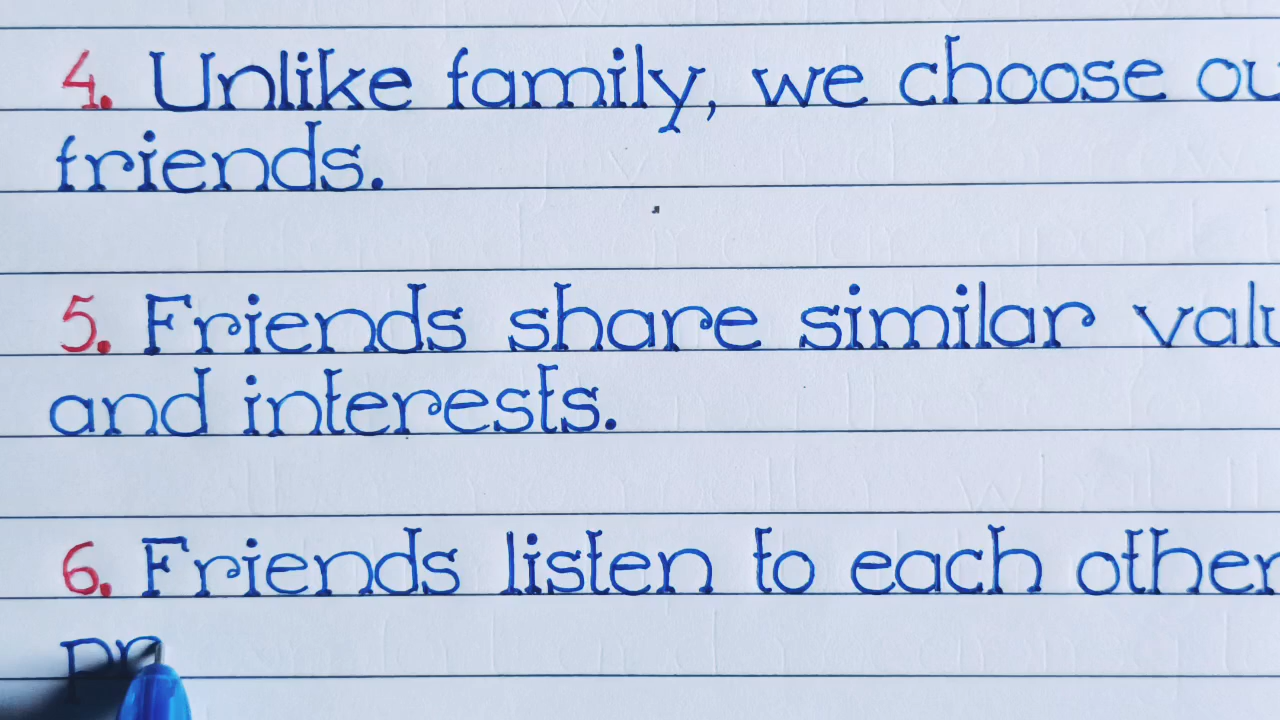 4. Unlike family, we choose ou
friends.
5. Friends share similar valu
and interests.
6. Friends listen to each other
pr